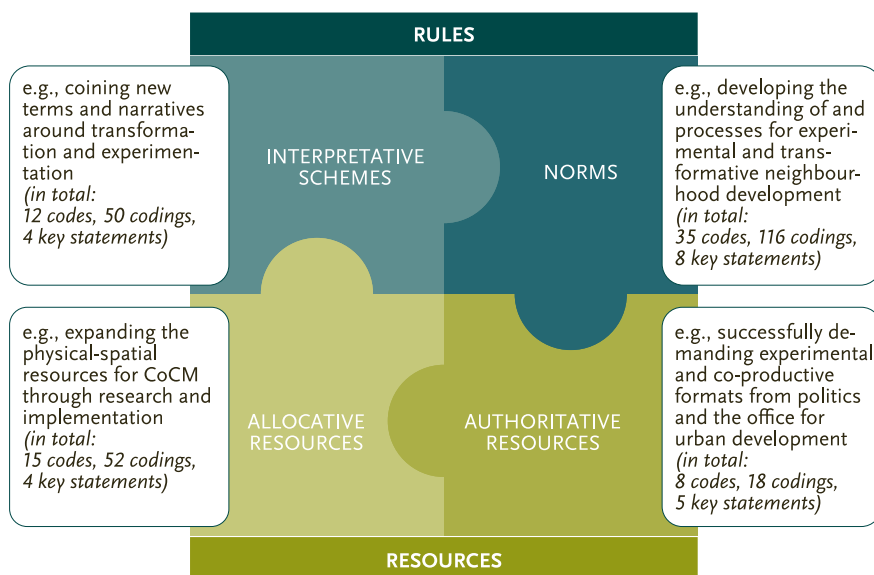 RULES
e.g., coining new
terms and narratives
around transforma-
tion and experimen-
tation
(in total:
12 codes, 50 codings,
4 key statements)
INTERPRETATIVE
SCHEMES
NORMS
e.g., developing the
understanding of and
processes for experi-
mental and trans-
formative neighbour-
hood development
(in total:
35 codes, 116 codings,
8 key statements)
e.g., expanding the
physical-spatial
resources for CoCM
through research and
implementation
(in total:
15 codes, 52 codings,
4 key statements)
ALLOCATIVE
RESOURCES
AUTHORITATIVE
RESOURCES
e.g., successfully de-
manding experimental
and co-productive
formats from politics
and the office for
urban development
(in total:
8 codes, 18 codings,
5 key statements)
RESOURCES